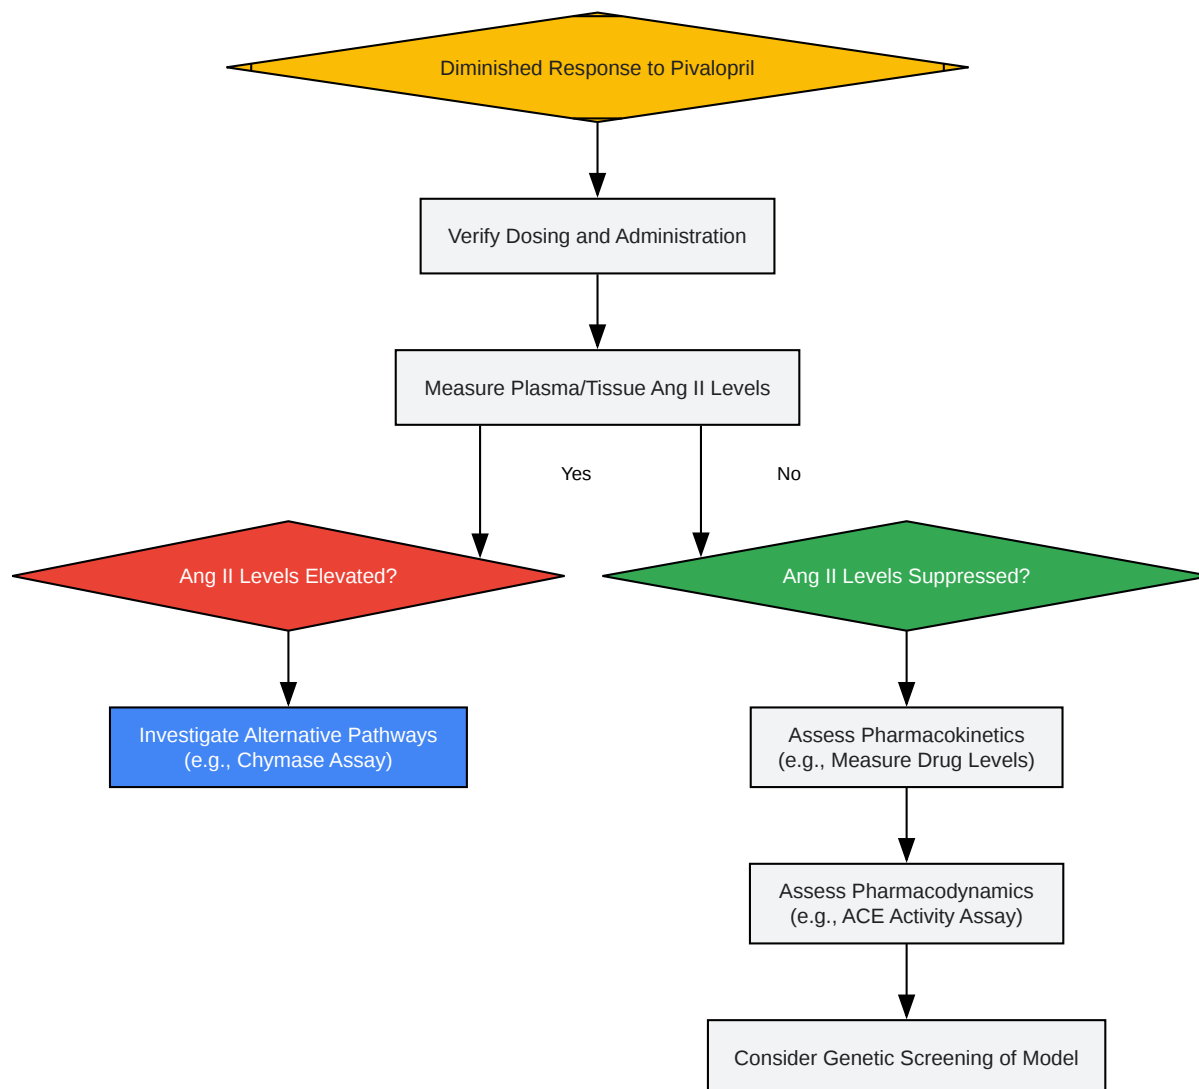 Diminished Response to Pivalopril
Verify Dosing and Administration
Measure Plasma/Tissue Ang II Levels
Yes
No
Ang II Levels Elevated?
Ang II Levels Suppressed?
Investigate Alternative Pathways
(e.g., Chymase Assay)
Assess Pharmacokinetics
(e.g., Measure Drug Levels)
Assess Pharmacodynamics
(e.g., ACE Activity Assay)
Consider Genetic Screening of Model